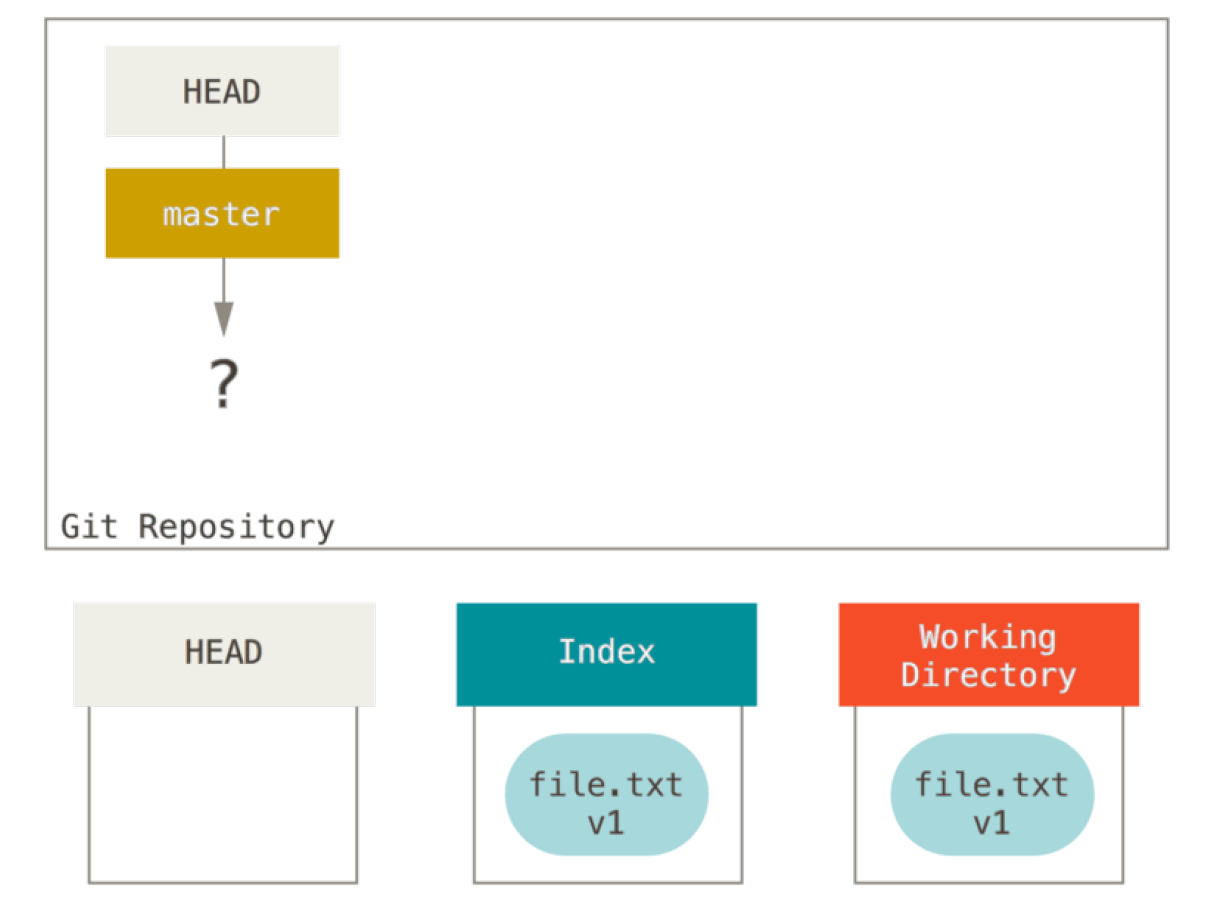 HEAD
master
?
Git Repository
HEAD
Index
Working
Directory
file.txt
v1
file.txt
v1